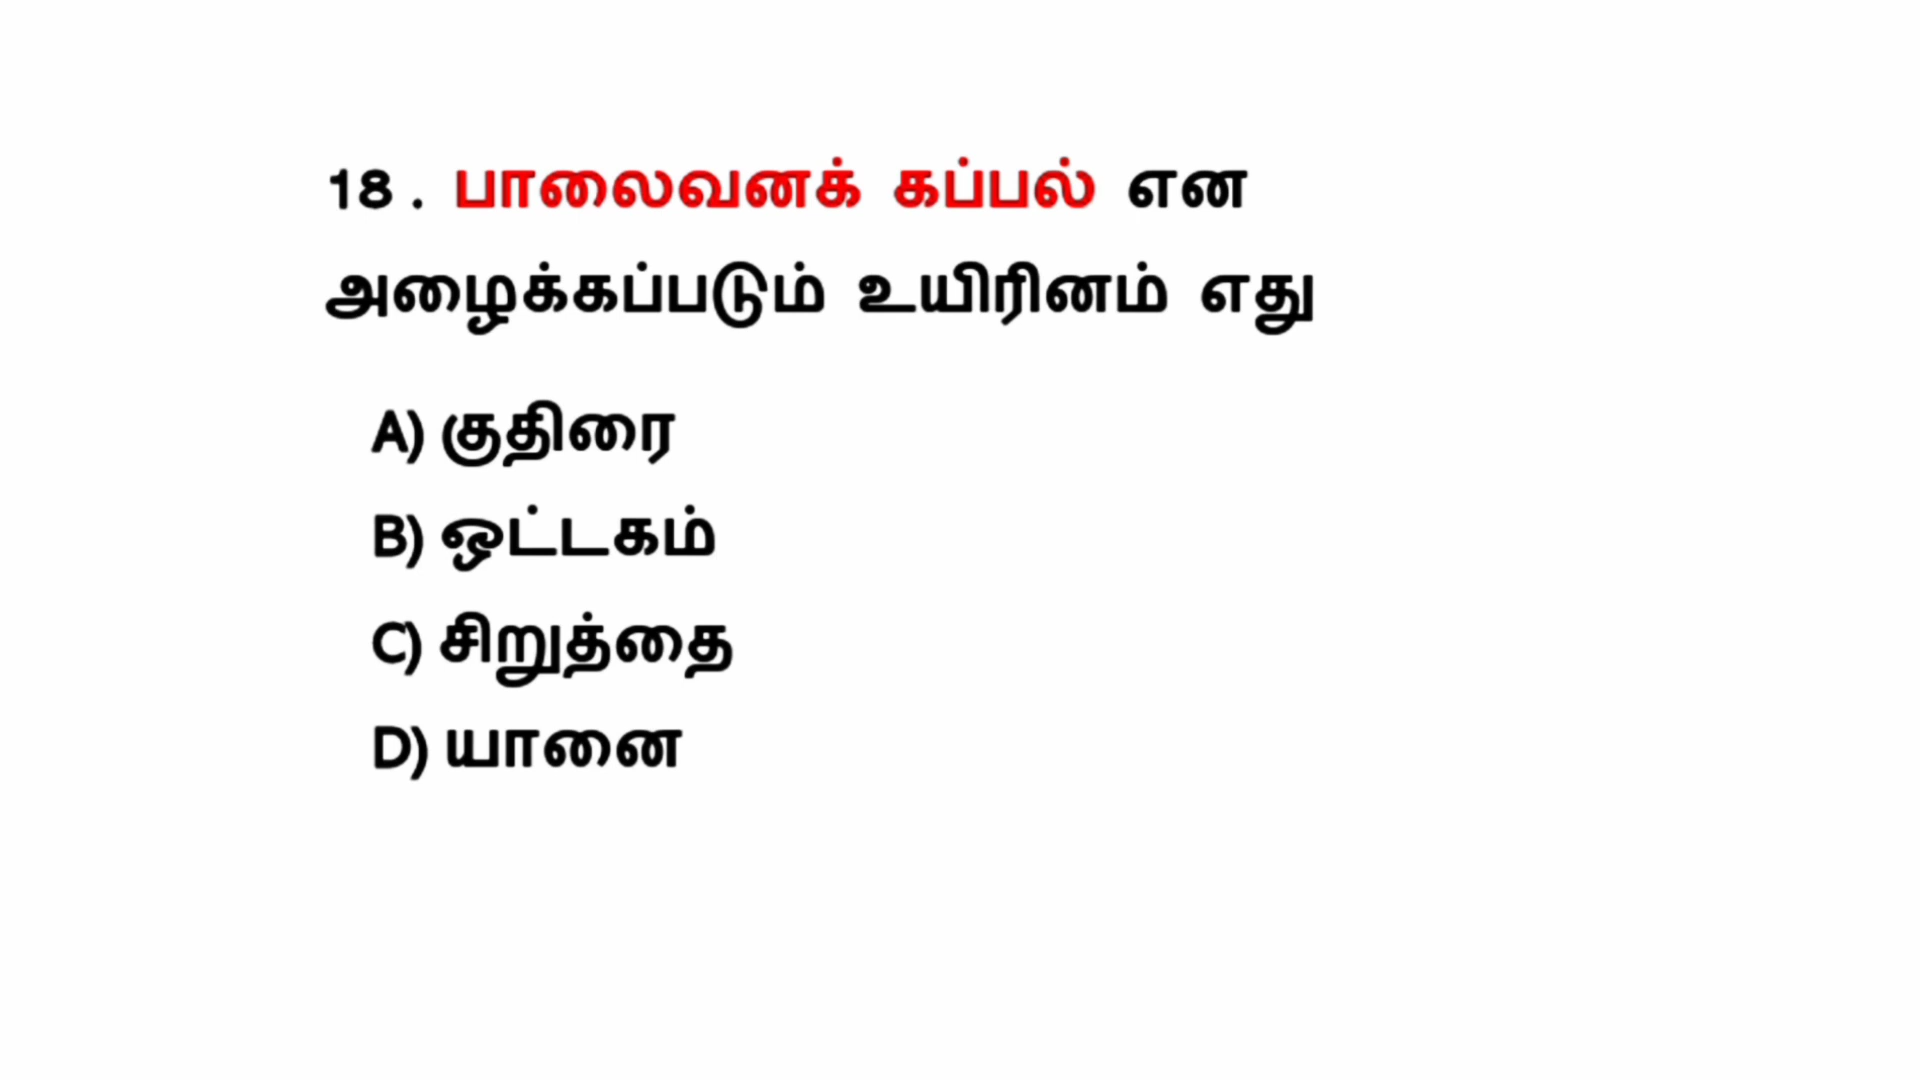 18 . பாலைவனக் கப்பல் என
அழைக்கப்படும் உயிரினம் எது
A) குதிரை
B) ஒட்டகம்
C) சிறுத்தை
D) யானை